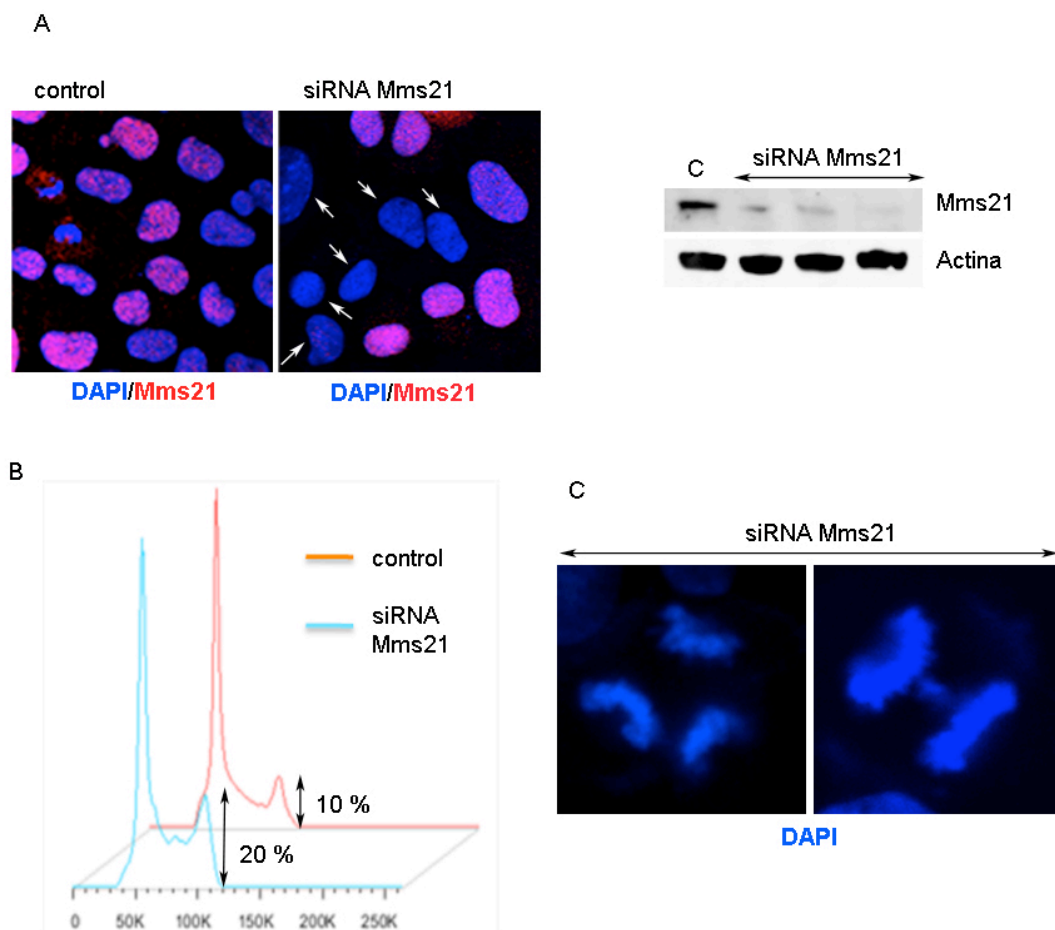 A
control
siRNA Mms21
DAPI/Mms21
DAPI/Mms21
C
siRNA Mms21
Mms21
Actina
B
control
siRNA
Mms21
10 %
20 %
0 50K 100K 150K 200K 250K
C
siRNA Mms21
DAPI